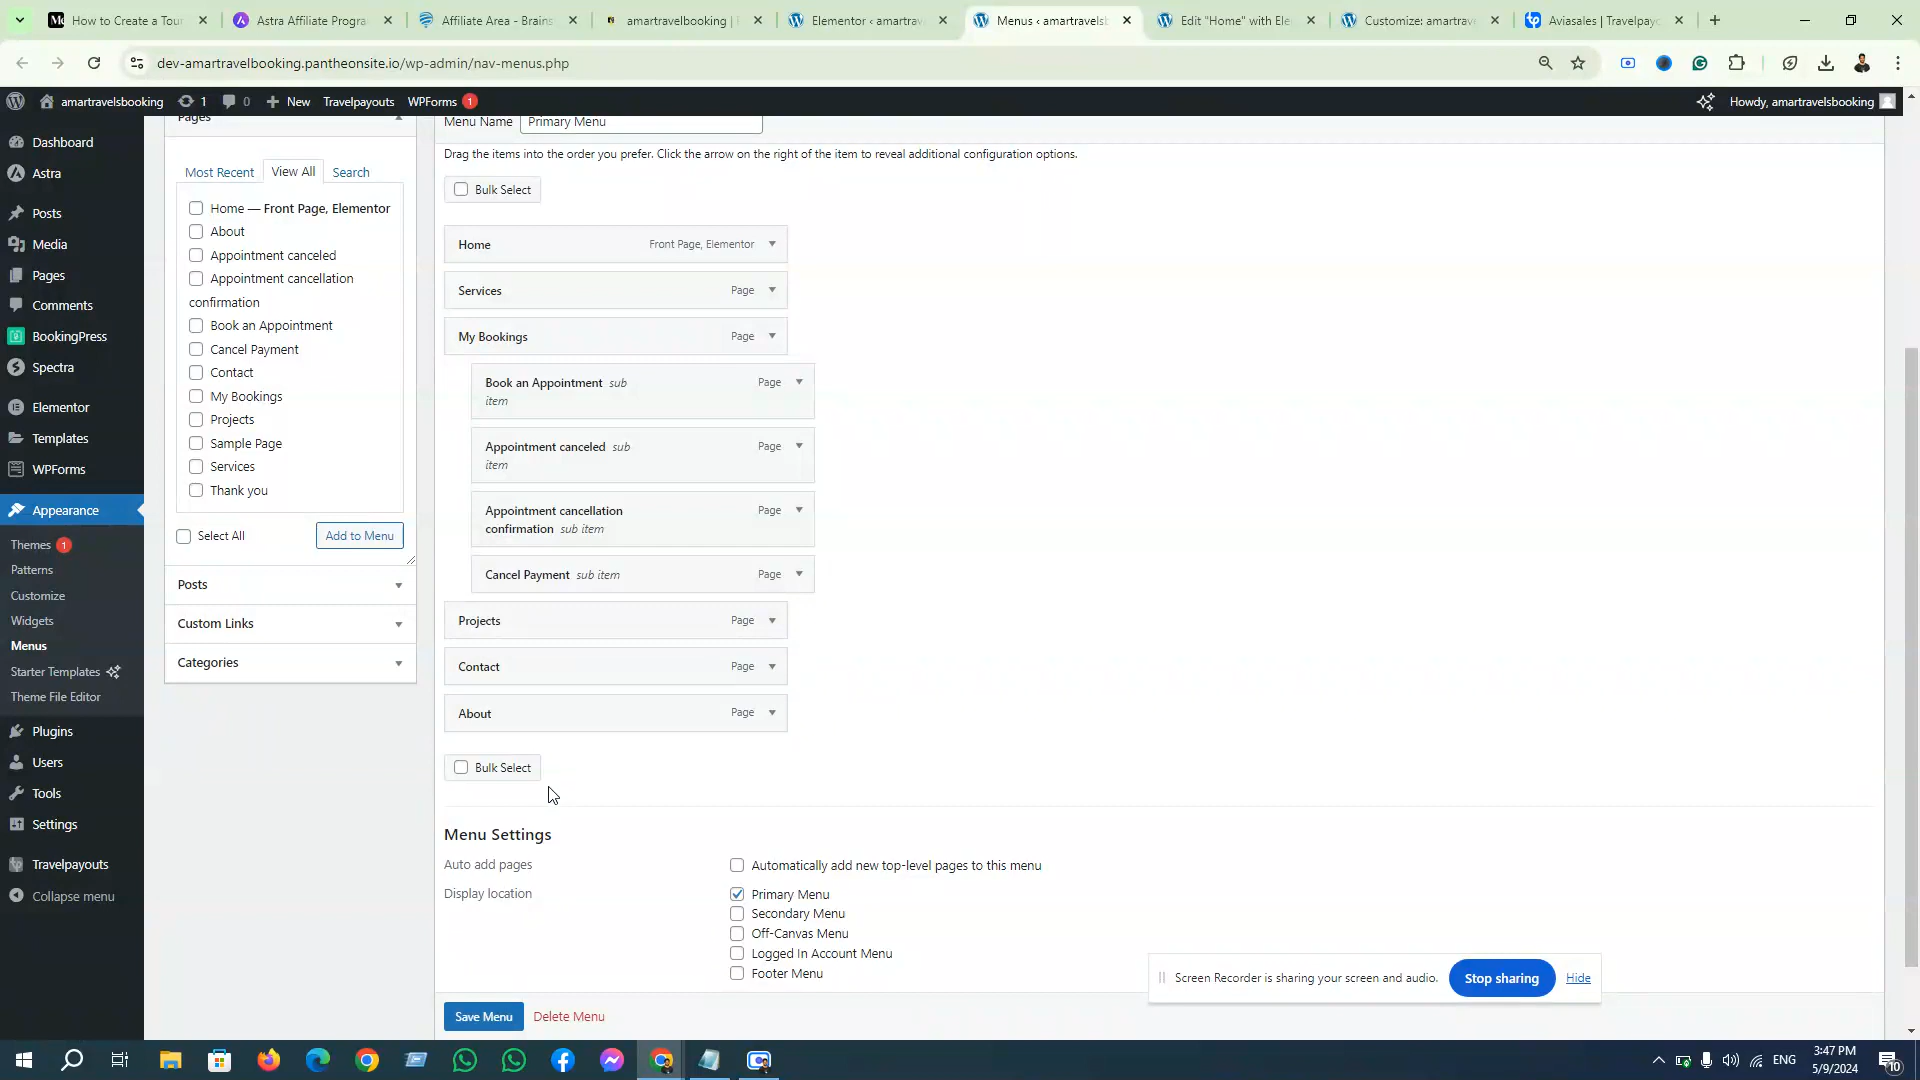 How to Create a Tour
Astra Affiliate Progra
Affiliate Area - Brains
amartravelbooking |
Elementor ‹ amartrav
Menus ‹ amartravelsb
Edit "Home" with Ele
Customize: amartrav
Aviasales | Travelpayo
dev-amartravelbooking.pantheonsite.io/wp-admin/nav-menus.php
amartravelsbooking
1
0
New
Travelpayouts
WPForms 1
Howdy, amartravelsbooking
Dashboard
Astra
Posts
Media
Pages
Comments
BookingPress
Spectra
Elementor
Templates
WPForms
Appearance
Themes 1
Patterns
Customize
Widgets
Menus
Starter Templates
Theme File Editor
Plugins
Users
Tools
Settings
Travelpayouts
Collapse menu
Pages
Most Recent View All Search
Home — Front Page, Elementor
About
Appointment canceled
Appointment cancellation
confirmation
Book an Appointment
Cancel Payment
Contact
My Bookings
Projects
Sample Page
Services
Thank you
Select All
Add to Menu
Posts
Custom Links
Categories
Menu Name Primary Menu
Drag the items into the order you prefer. Click the arrow on the right of the item to reveal additional configuration options.
Bulk Select
Home Front Page, Elementor
Services Page
My Bookings Page
Book an Appointment sub Page
item
Appointment canceled sub Page
item
Appointment cancellation Page
confirmation sub item
Cancel Payment sub item Page
Projects Page
Contact Page
About Page
Bulk Select
Menu Settings
Auto add pages Automatically add new top-level pages to this menu
Display location Primary Menu
Secondary Menu
Off-Canvas Menu
Logged In Account Menu
Footer Menu
Save Menu Delete Menu
Screen Recorder is sharing your screen and audio. Stop sharing Hide
ENG
3:47 PM
5/9/2024
10